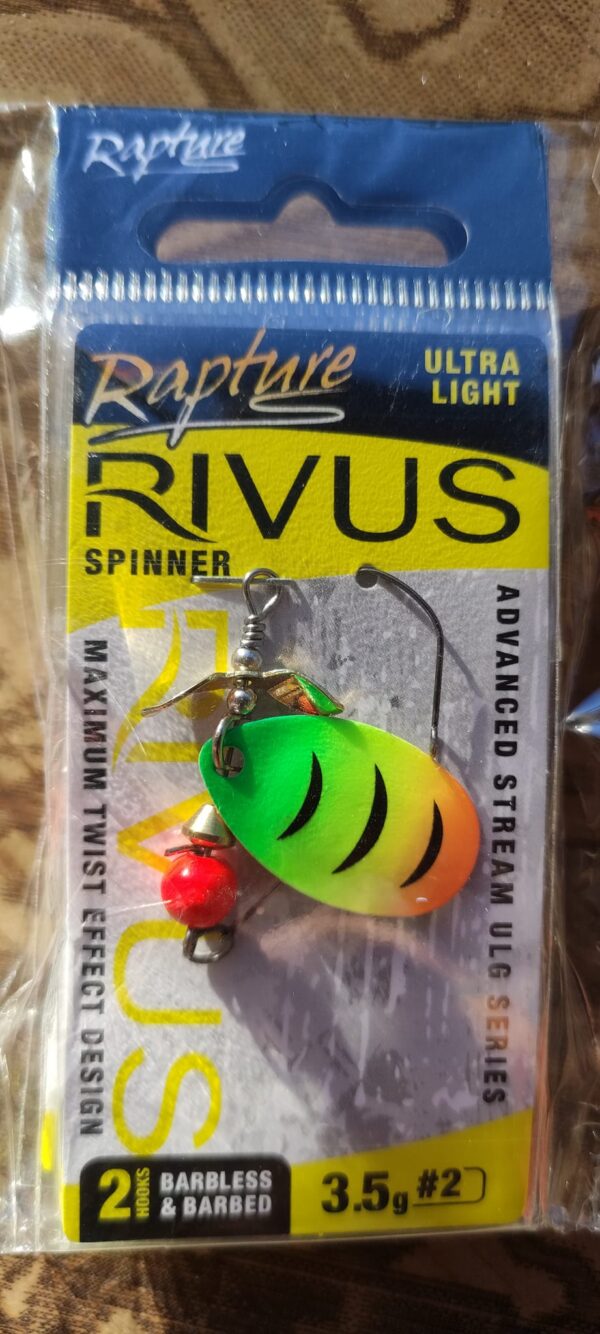 Rapture
Rapture
ULTRA
LIGHT
RIVUS
SPINNER
MAXIMUM TWIST EFFECT DESIGN
RIVUS
ADVANCED STREAM ULG SERIES
2 HOOKS
BARBLESS
& BARBED
3.5g #2